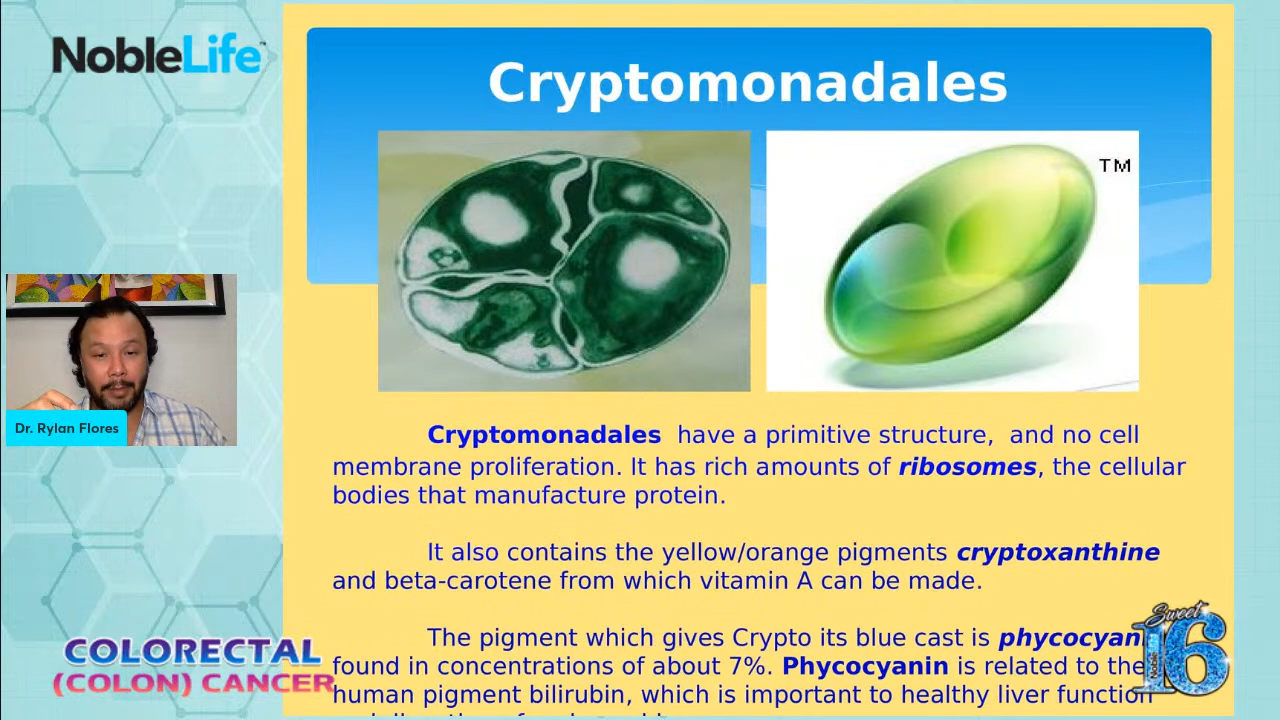 NobleLife™
Cryptomonadales
TM
Dr. Rylan Flores
Cryptomonadales have a primitive structure, and no cell
membrane proliferation. It has rich amounts of ribosomes, the cellular
bodies that manufacture protein.
It also contains the yellow/orange pigments cryptoxanthine
and beta-carotene from which vitamin A can be made.
The pigment which gives Crypto its blue cast is phycocyan
found in concentrations of about 7%. Phycocyanin is related to the
human pigment bilirubin, which is important to healthy liver function
COLORECTAL
(COLON) CANCER
Sweet
16
NobleLife